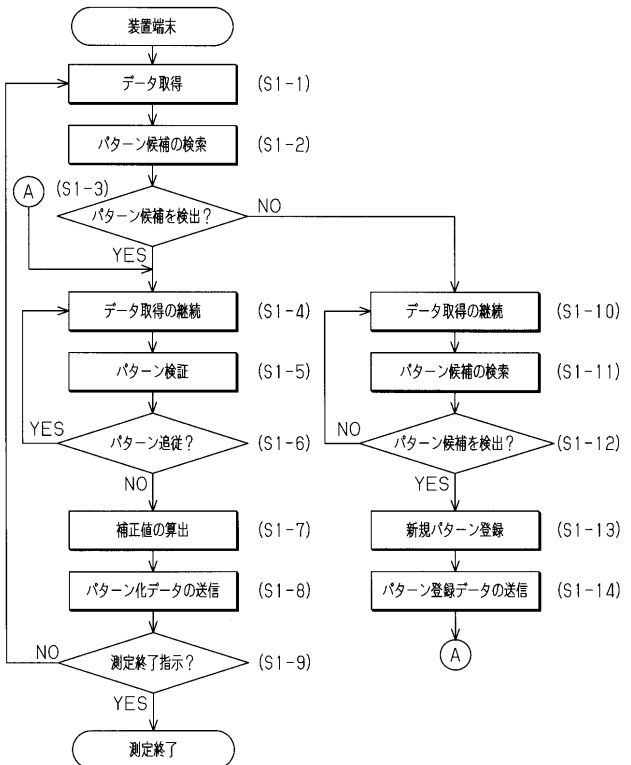 装置端末
データ取得 (S1-1)
パターン候補の検索 (S1-2)
A (S1-3)
パターン候補を検出? NO
YES
データ取得の継続 (S1-4)
パターン検証 (S1-5)
YES パターン追従? (S1-6)
NO
補正値の算出 (S1-7)
パターン化データの送信 (S1-8)
NO 測定終了指示? (S1-9)
YES
測定終了
データ取得の継続 (S1-10)
パターン候補の検索 (S1-11)
NO パターン候補を検出? (S1-12)
YES
新規パターン登録 (S1-13)
パターン登録データの送信 (S1-14)
A